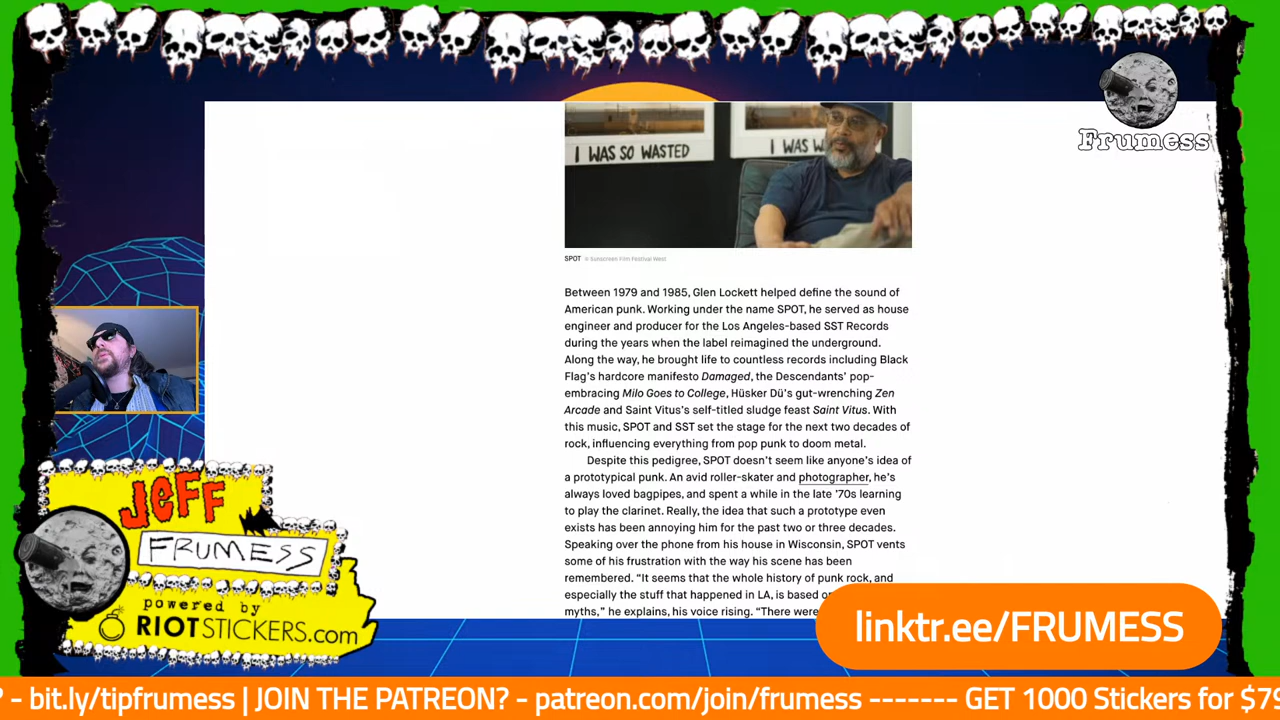 Frumess
I WAS SO WASTED
I WAS W
SPOT © Sunscreen Film Festival West
Between 1979 and 1985, Glen Lockett helped define the sound of
American punk. Working under the name SPOT, he served as house
engineer and producer for the Los Angeles-based SST Records
during the years when the label reimagined the underground.
Along the way, he brought life to countless records including Black
Flag's hardcore manifesto Damaged, the Descendants' pop-
embracing Milo Goes to College, Hüsker Dü's gut-wrenching Zen
Arcade and Saint Vitus's self-titled sludge feast Saint Vitus. With
this music, SPOT and SST set the stage for the next two decades of
rock, influencing everything from pop punk to doom metal.
Despite this pedigree, SPOT doesn't seem like anyone's idea of
a prototypical punk. An avid roller-skater and photographer, he's
always loved bagpipes, and spent a while in the late '70s learning
to play the clarinet. Really, the idea that such a prototype even
exists has been annoying him for the past two or three decades.
Speaking over the phone from his house in Wisconsin, SPOT vents
some of his frustration with the way his scene has been
remembered. “It seems that the whole history of punk rock, and
especially the stuff that happened in LA, is based o
myths,” he explains, his voice rising. “There were
JEFF
FRUMESS
powered by
RIOTSTICKERS.com
linktr.ee/FRUMESS
? - bit.ly/tipfrumess | JOIN THE PATREON? - patreon.com/join/frumess ------- GET 1000 Stickers for $79